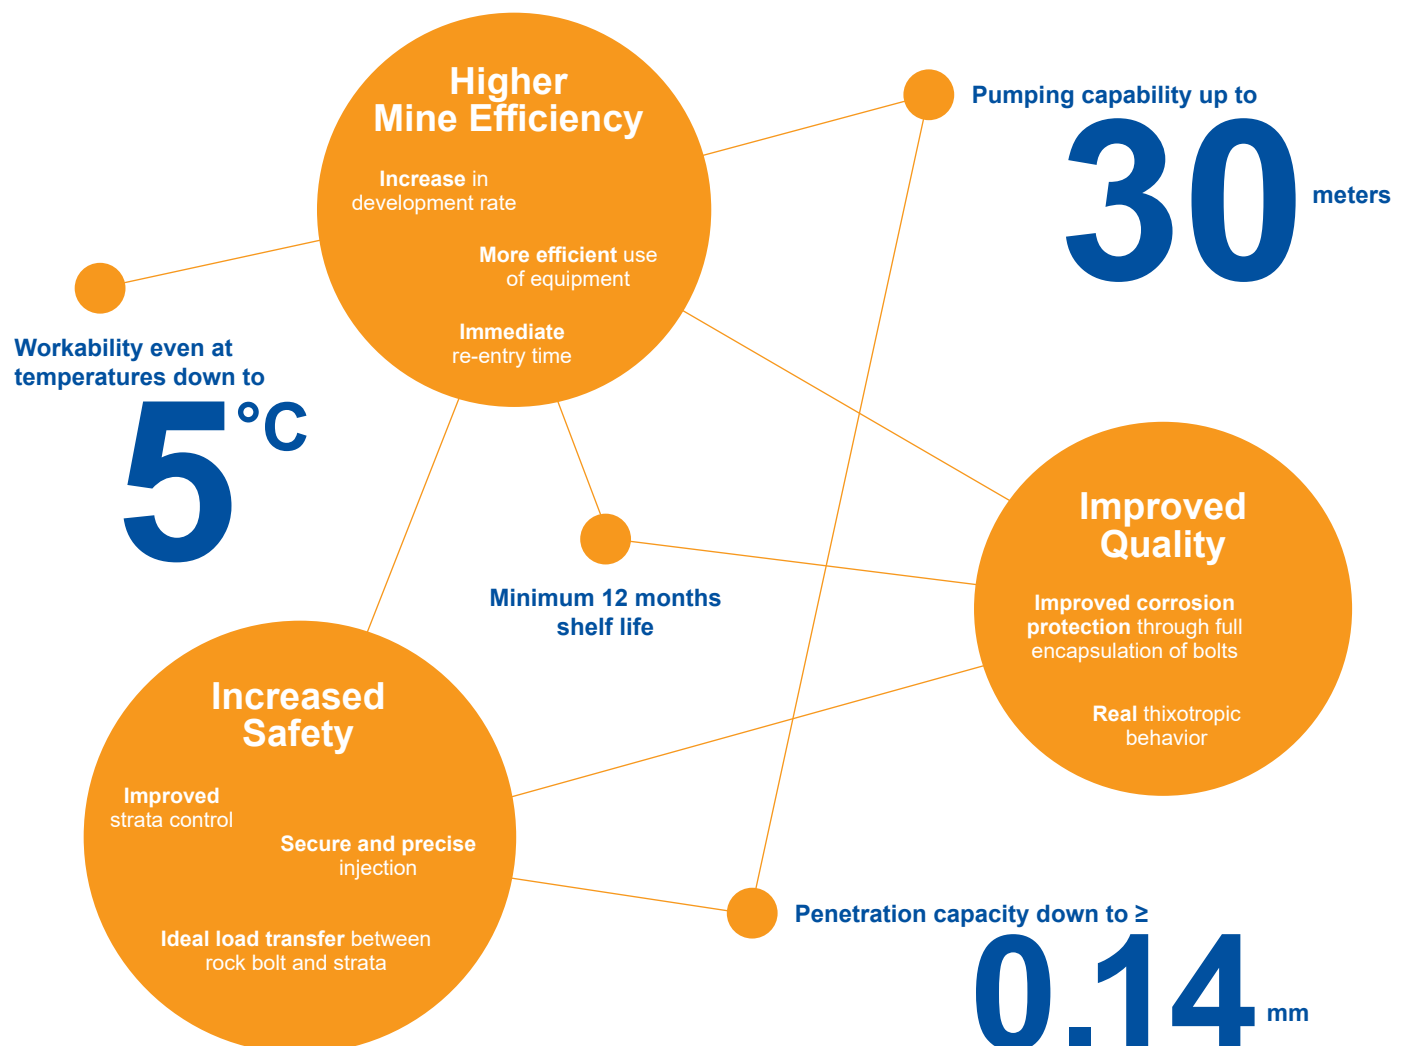 Higher
Mine Efficiency
Increase in
development rate
More efficient use
of equipment
Immediate
re-entry time
Pumping capability up to
30 meters
Workability even at
temperatures down to
5 °C
Minimum 12 months
shelf life
Improved
Quality
Improved corrosion
protection through full
encapsulation of bolts
Real thixotropic
behavior
Increased
Safety
Improved
strata control
Secure and precise
injection
Ideal load transfer between
rock bolt and strata
Penetration capacity down to ≥
0.14 mm